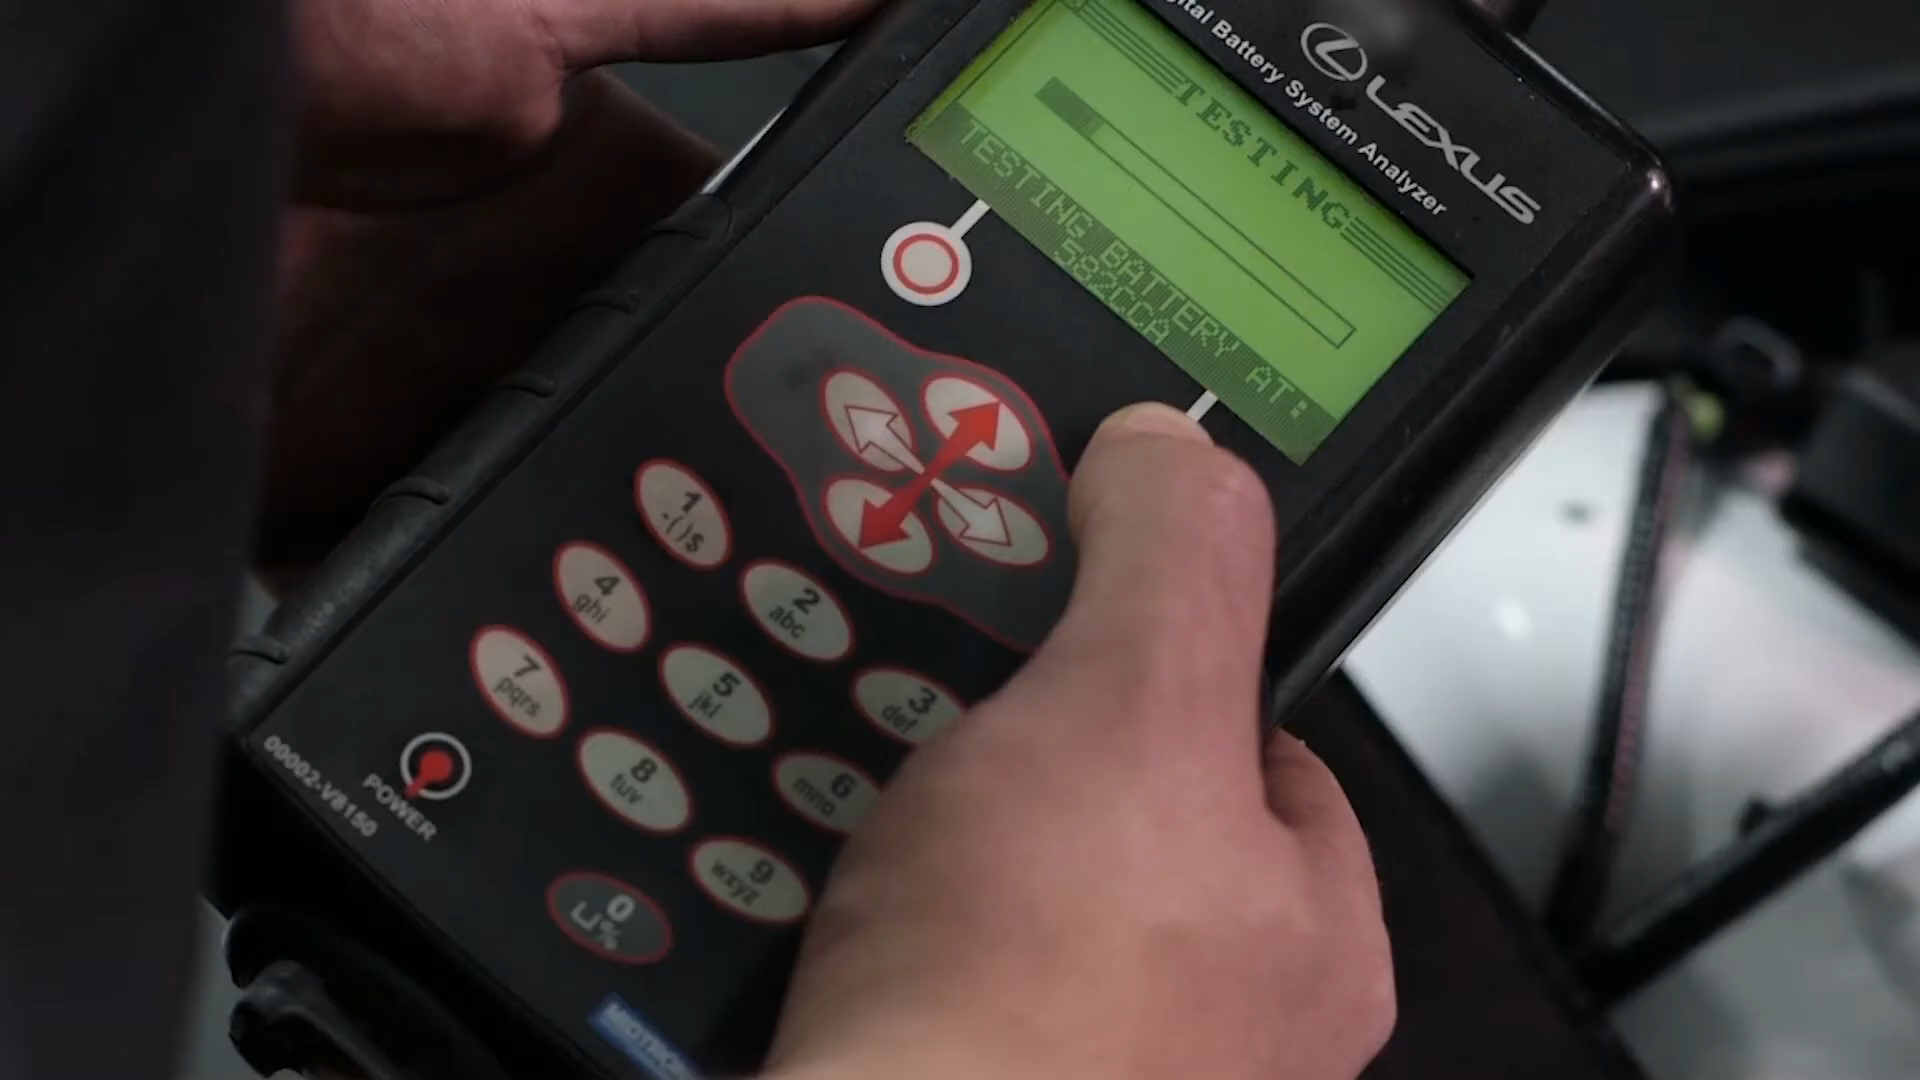 LEXUS
Digital Battery System Analyzer
TESTING
TESTING BATTERY AT:
582CCA
1
-()$
2
abc
3
def
4
ghi
5
jkl
6
mno
7
pqrs
8
tuv
9
wxyz
0
%
POWER
00002-V8150